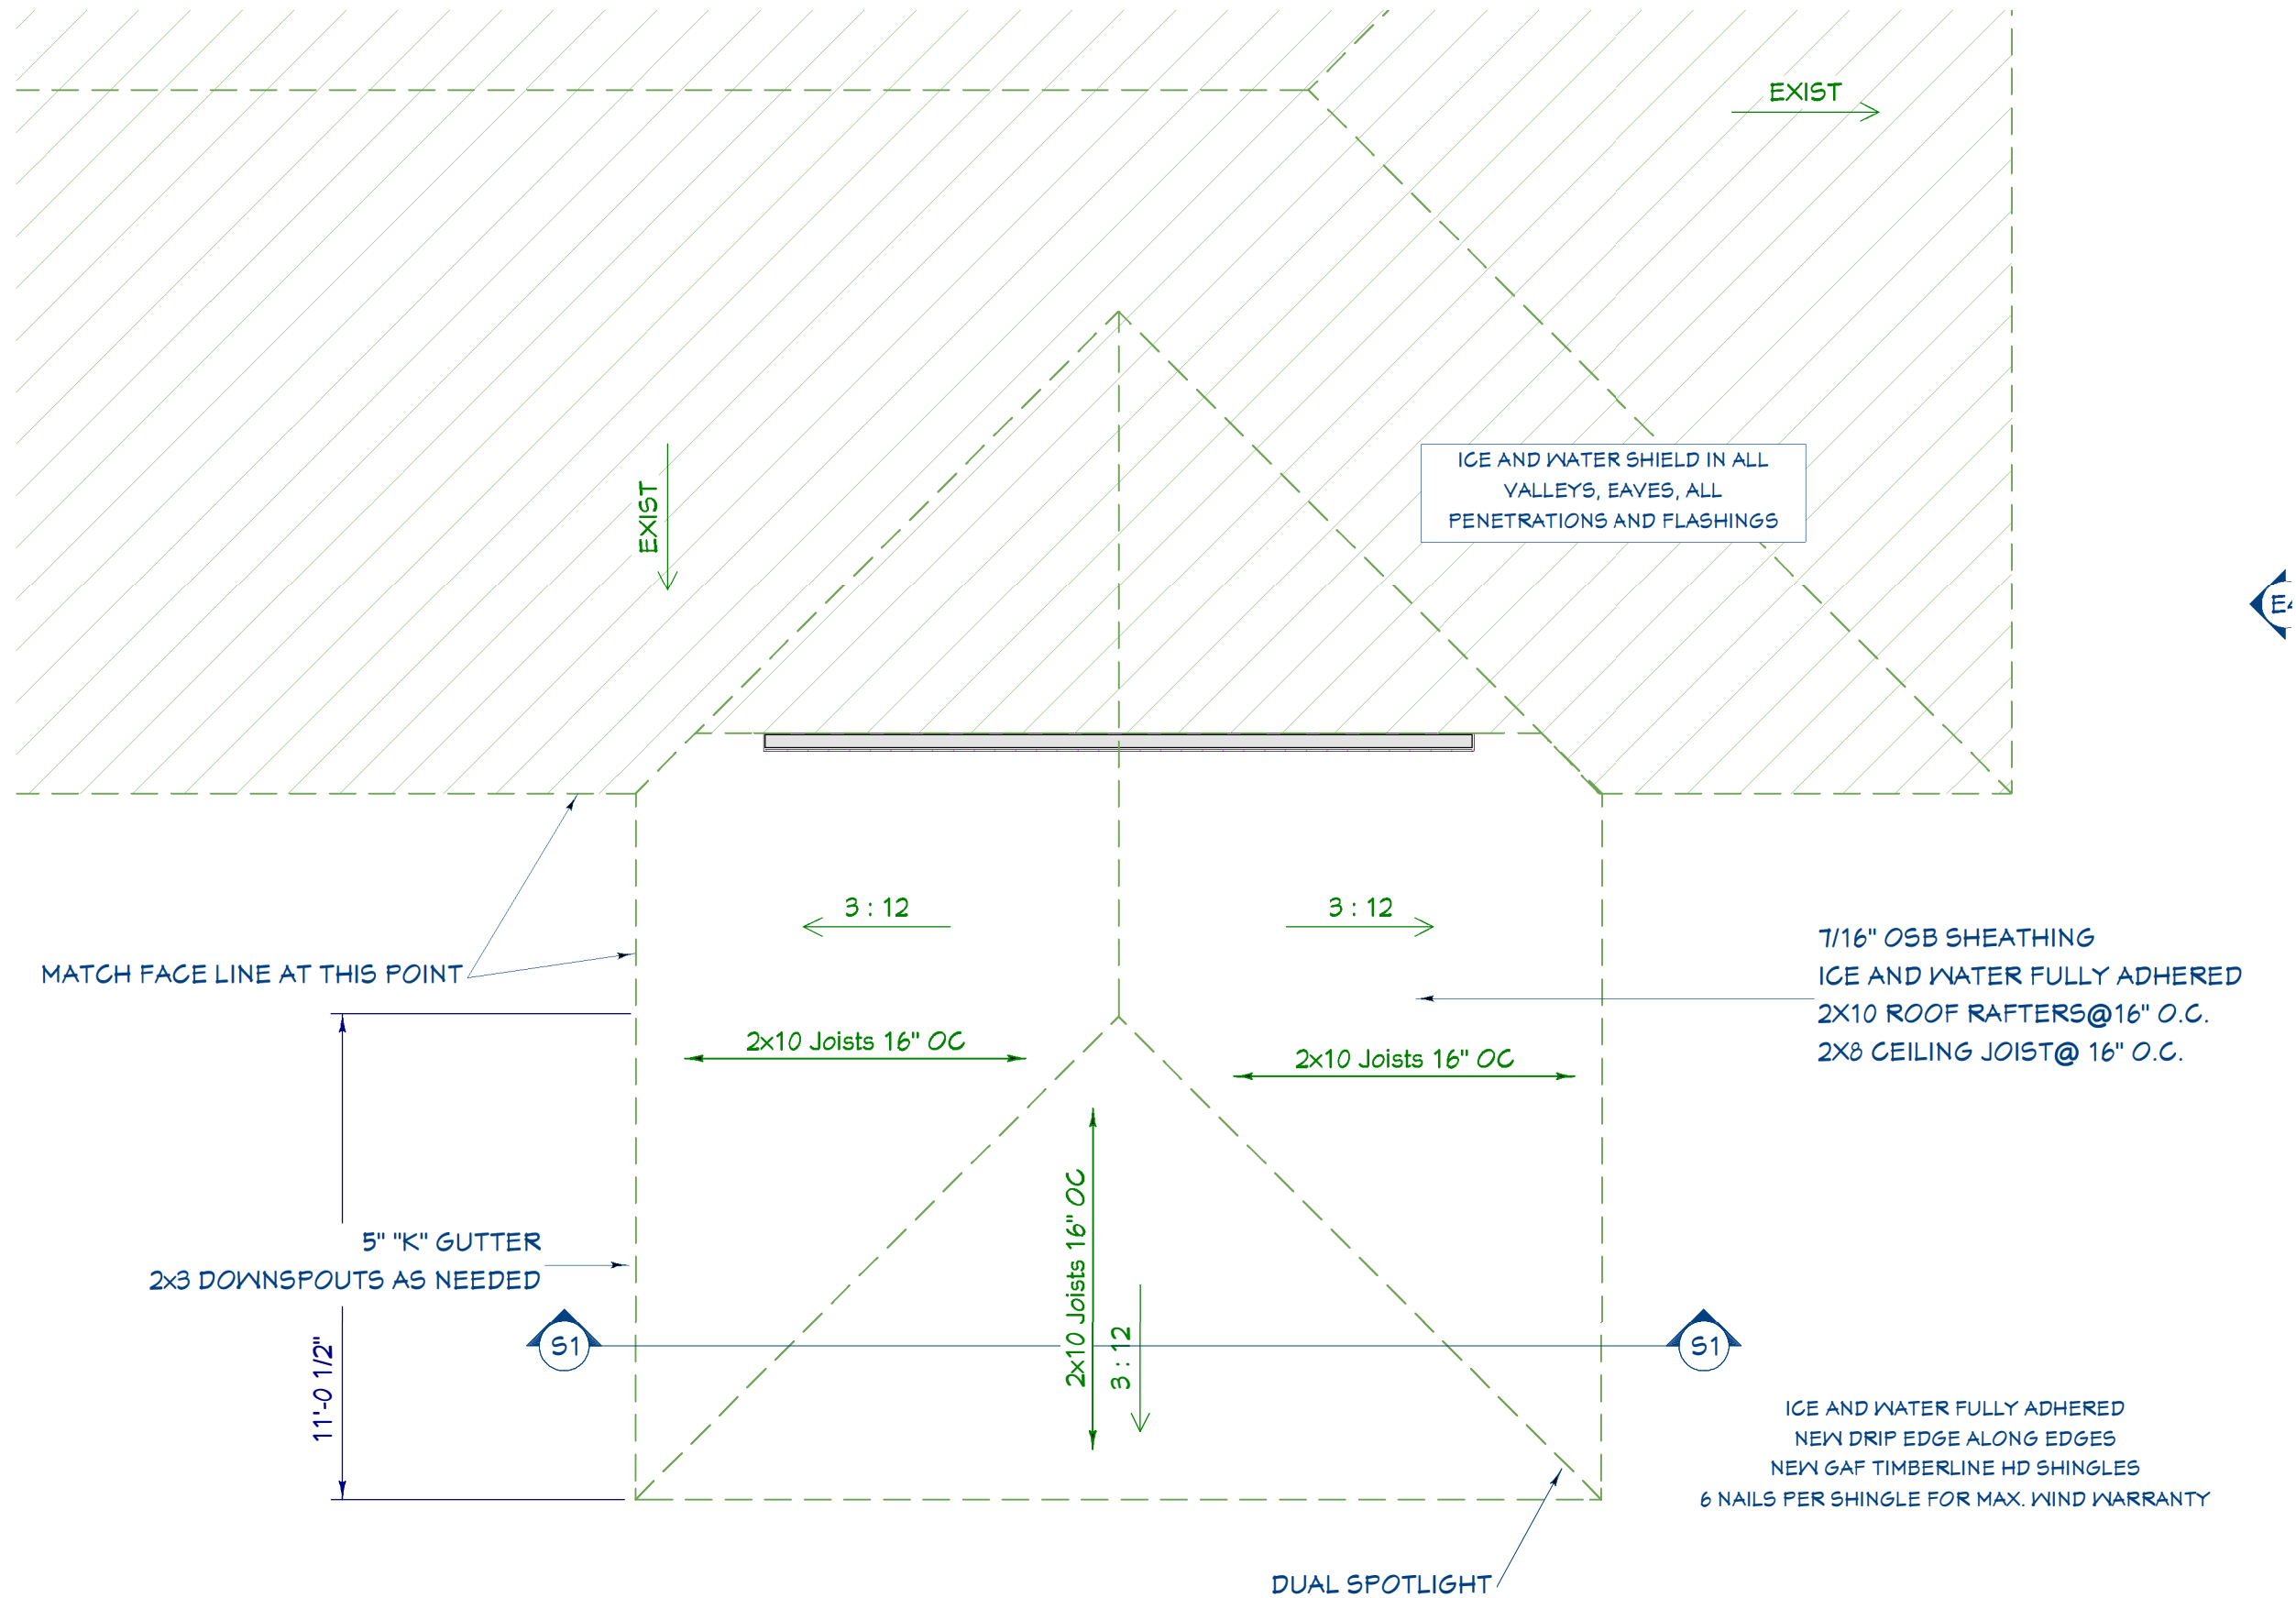 EXIST
EXIST
ICE AND WATER SHIELD IN ALL
VALLEYS, EAVES, ALL
PENETRATIONS AND FLASHINGS
3 : 12
3 : 12
MATCH FACE LINE AT THIS POINT
7/16" OSB SHEATHING
ICE AND WATER FULLY ADHERED
2X10 ROOF RAFTERS@16" O.C.
2X8 CEILING JOIST@ 16" O.C.
2x10 Joists 16" OC
2x10 Joists 16" OC
2x10 Joists 16" OC
3 : 12
5" "K" GUTTER
2x3 DOWNSPOUTS AS NEEDED
11'-0 1/2"
S1
S1
ICE AND WATER FULLY ADHERED
NEW DRIP EDGE ALONG EDGES
NEW GAF TIMBERLINE HD SHINGLES
6 NAILS PER SHINGLE FOR MAX. WIND WARRANTY
DUAL SPOTLIGHT